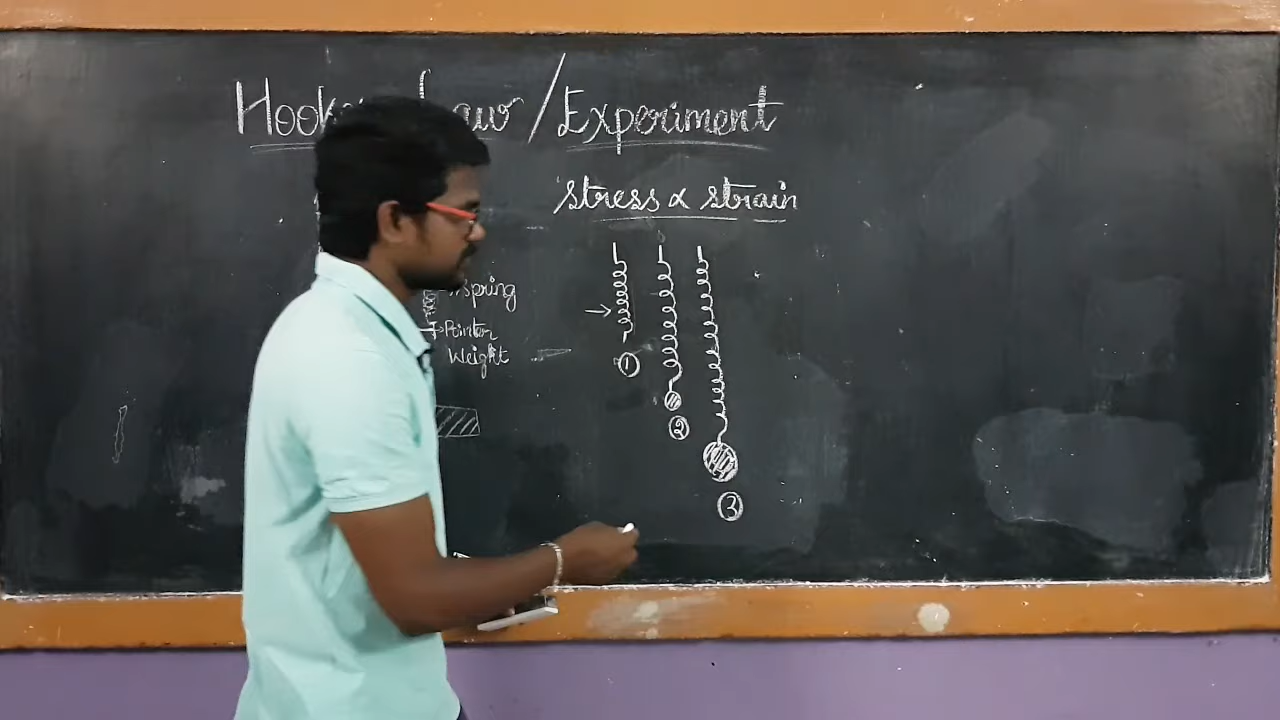 Hooke Law / Experiment
Stress ∝ Strain
spring
Pointer
Weight
1
2
3